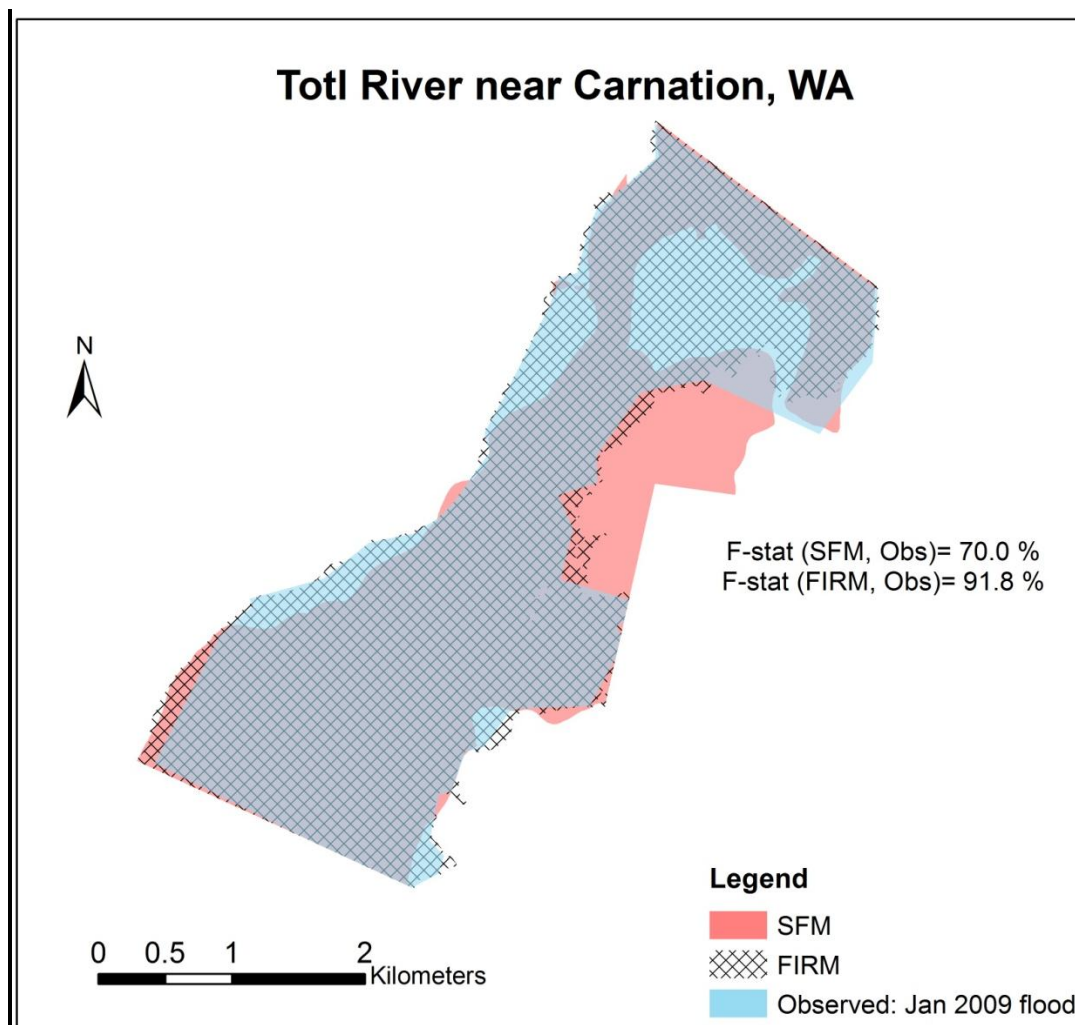 Totl River near Carnation, WA
N
F-stat (SFM, Obs)= 70.0 %
F-stat (FIRM, Obs)= 91.8 %
Legend
SFM
FIRM
Observed: Jan 2009 flood
0 0.5 1 2
Kilometers